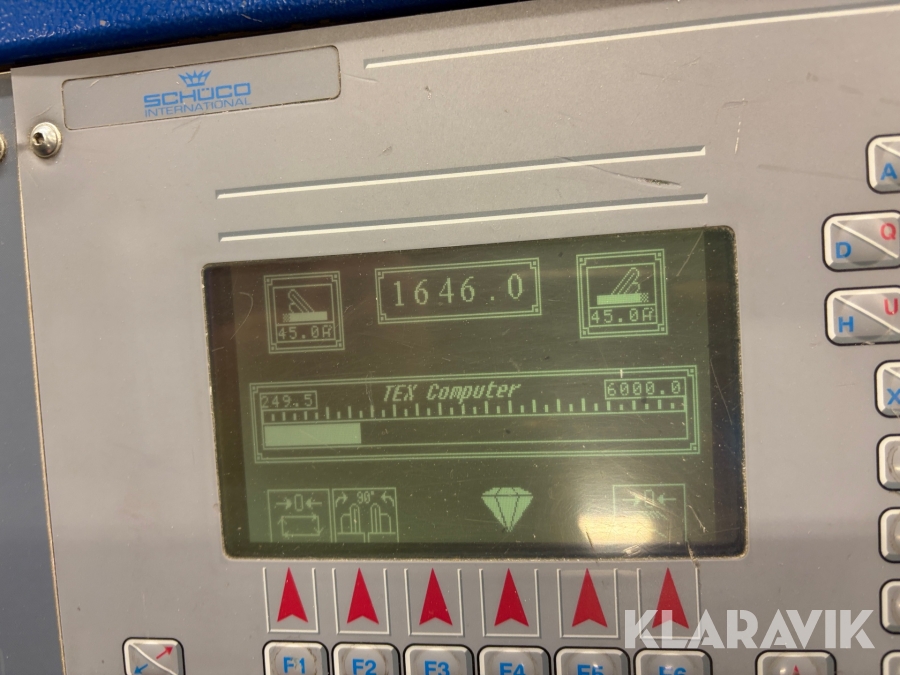 SCHÜCO
INTERNATIONAL
1646.0
45.0
45.0
TEX Computer
249.5
6000.0
90°
A
D Q
H U
X
F1 F2 F3 F4 F5 F6
KLARAVIK